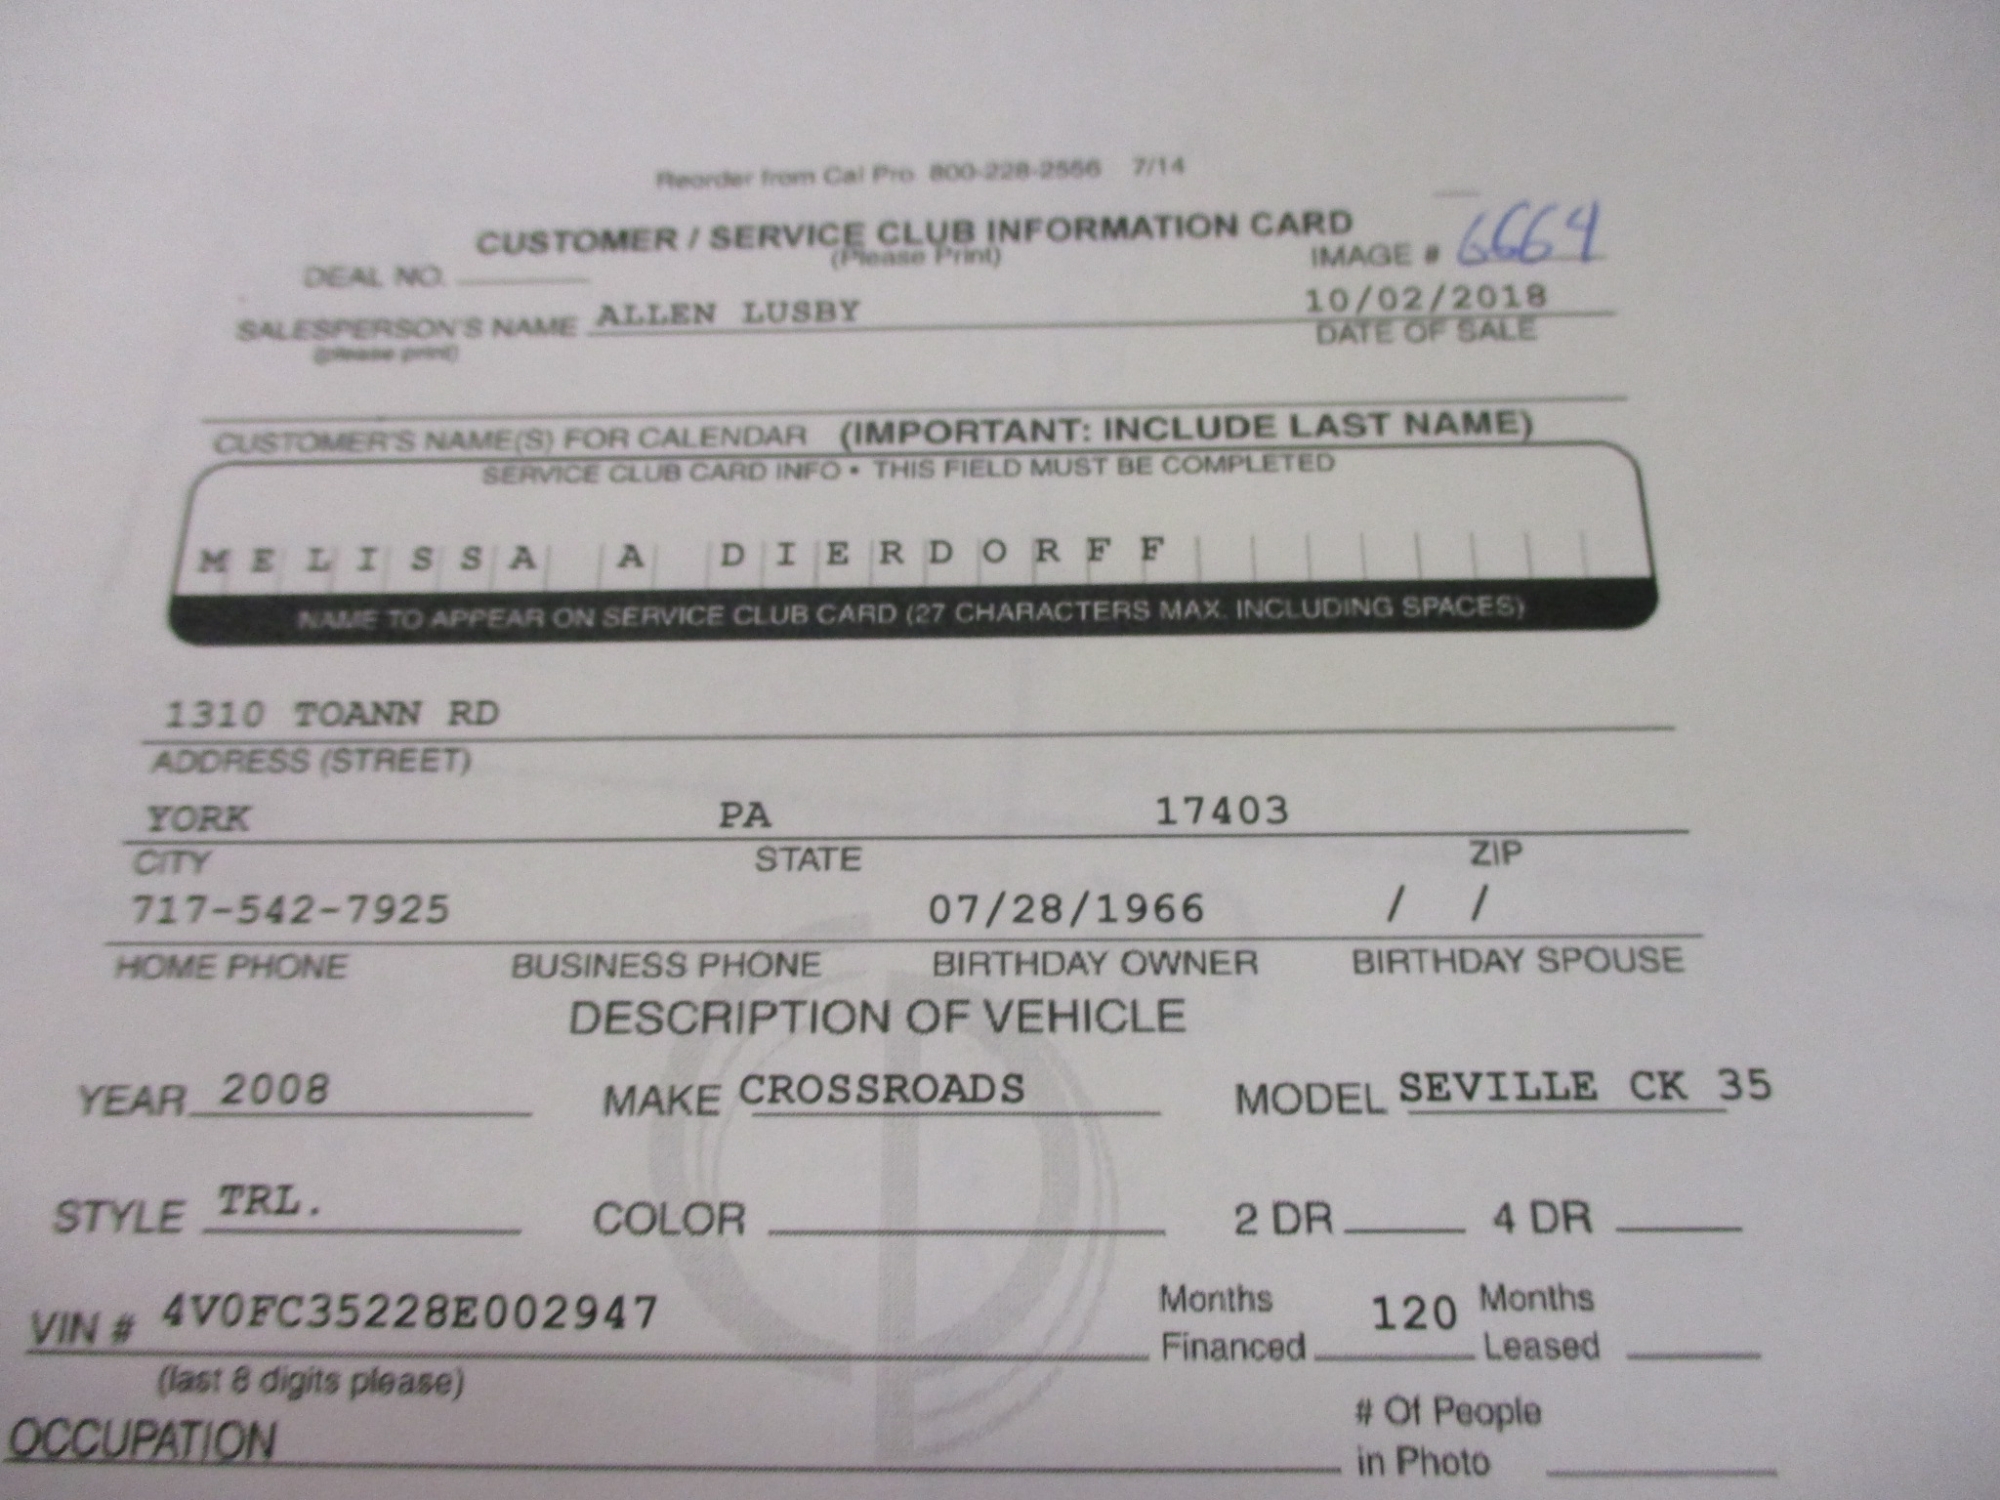 Reorder from Cal Pro 800-228-2556 7/14
CUSTOMER / SERVICE CLUB INFORMATION CARD
(Please Print)
DEAL NO.
IMAGE # 6664
SALESPERSON'S NAME ALLEN LUSBY 10/02/2018
(please print) DATE OF SALE
CUSTOMER'S NAME(S) FOR CALENDAR (IMPORTANT: INCLUDE LAST NAME)
SERVICE CLUB CARD INFO • THIS FIELD MUST BE COMPLETED
MELISSA A DIERDORFF
NAME TO APPEAR ON SERVICE CLUB CARD (27 CHARACTERS MAX. INCLUDING SPACES)
1310 TOANN RD
ADDRESS (STREET)
YORK PA 17403
CITY STATE ZIP
717-542-7925 07/28/1966 / /
HOME PHONE BUSINESS PHONE BIRTHDAY OWNER BIRTHDAY SPOUSE
DESCRIPTION OF VEHICLE
YEAR 2008 MAKE CROSSROADS MODEL SEVILLE CK 35
STYLE TRL. COLOR 2 DR 4 DR
VIN # 4V0FC35228E002947 Months Financed 120 Months Leased
(last 8 digits please)
OCCUPATION # Of People in Photo